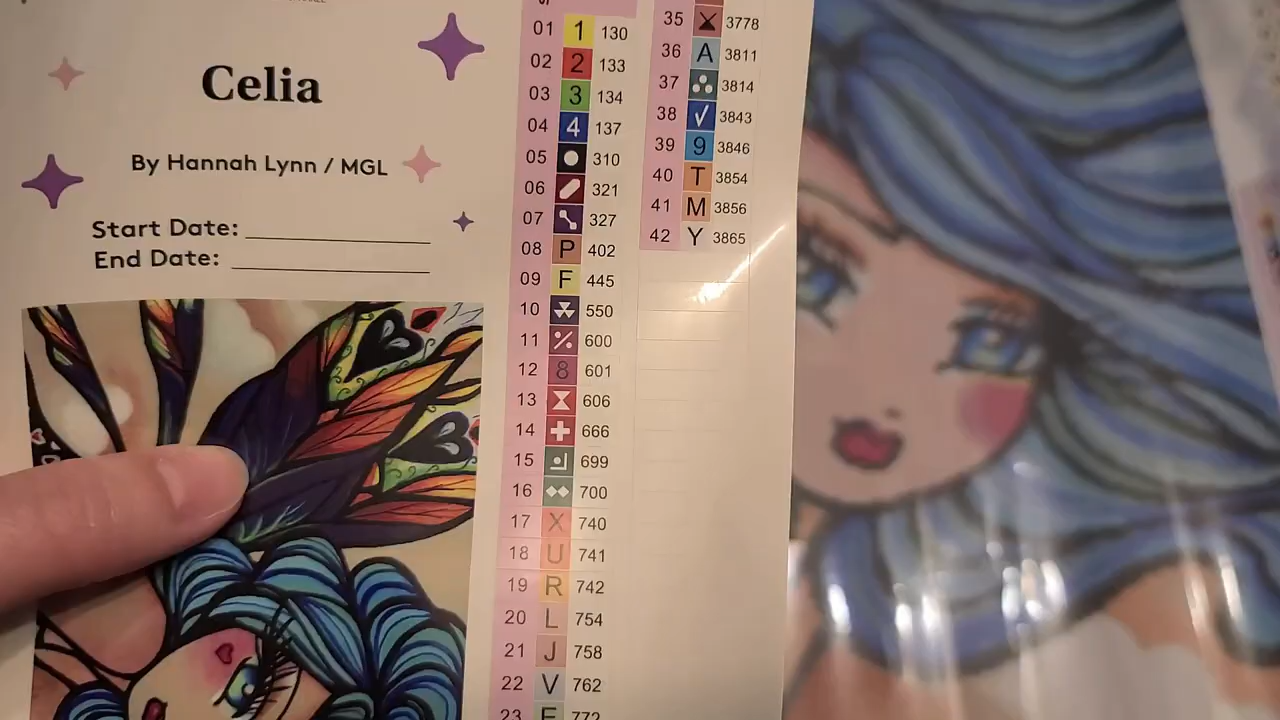 Celia
By Hannah Lynn / MGL
Start Date:
End Date:
01 1 130
02 2 133
03 3 134
04 4 137
05 310
06 321
07 327
08 P 402
09 F 445
10 550
11 600
12 8 601
13 606
14 666
15 699
16 700
17 X 740
18 U 741
19 R 742
20 L 754
21 J 758
22 V 762
23 772
35 3778
36 A 3811
37 3814
38 √ 3843
39 9 3846
40 T 3854
41 M 3856
42 Y 3865